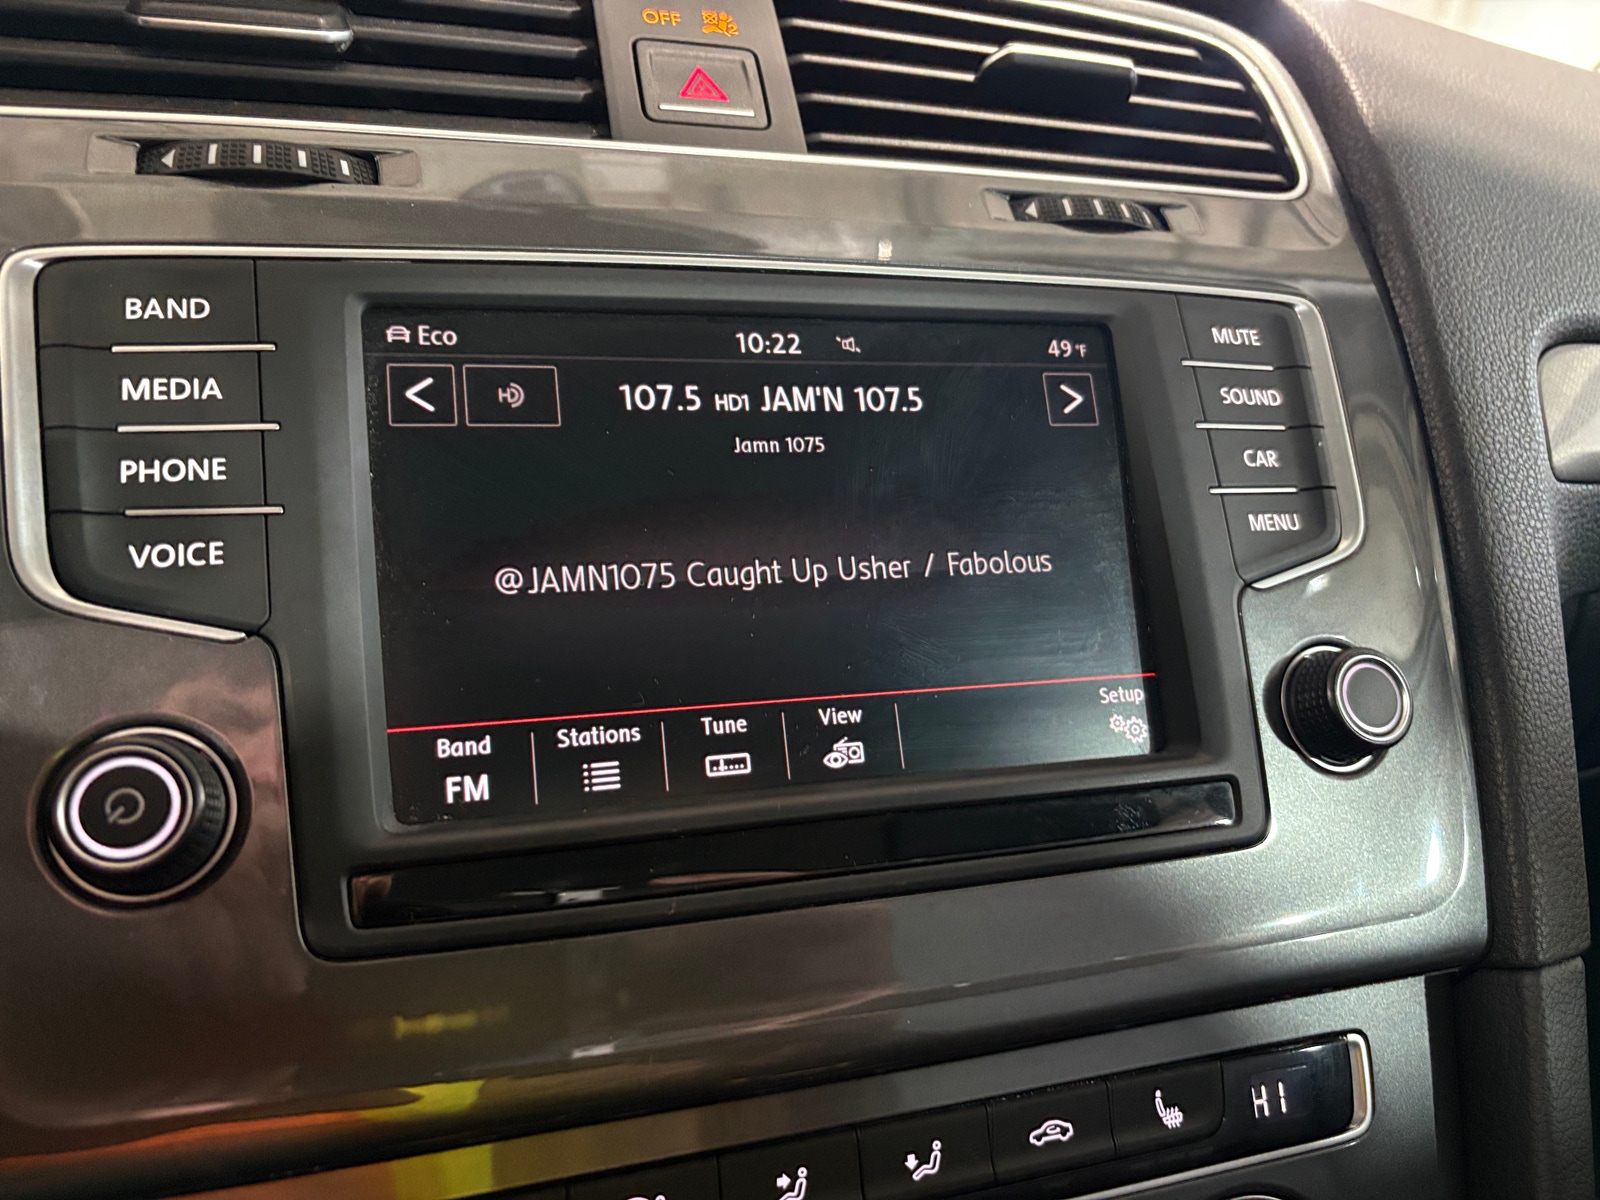 OFF
BAND
MEDIA
PHONE
VOICE
Eco
10:22
49°F
HD
107.5 HD1 JAM'N 107.5
Jamn 1075
@JAMN1075 Caught Up Usher / Fabolous
Band
FM
Stations
Tune
View
Setup
MUTE
SOUND
CAR
MENU
HI